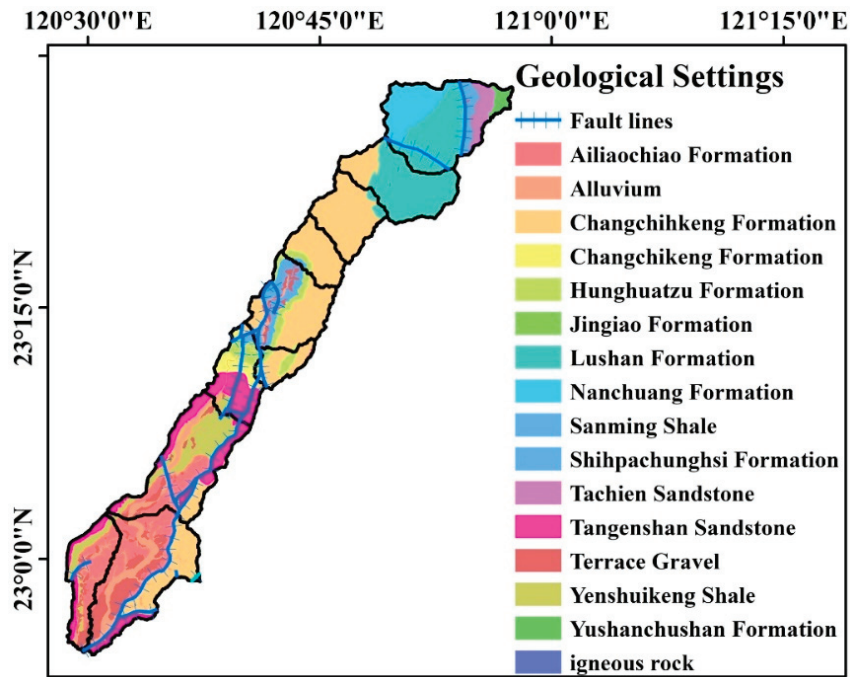 120°30'0"E 120°45'0"E 121°0'0"E 121°15'0"E
Geological Settings
Fault lines
Ailiaochiao Formation
Alluvium
Changchihkeng Formation
Changchikeng Formation
Hunghuatzu Formation
Jingiao Formation
Lushan Formation
Nanchuang Formation
Sanming Shale
Shihpachunghsi Formation
Tachien Sandstone
Tangenshan Sandstone
Terrace Gravel
Yenshuikeng Shale
Yushanchushan Formation
igneous rock
23°15'0"N
23°0'0"N